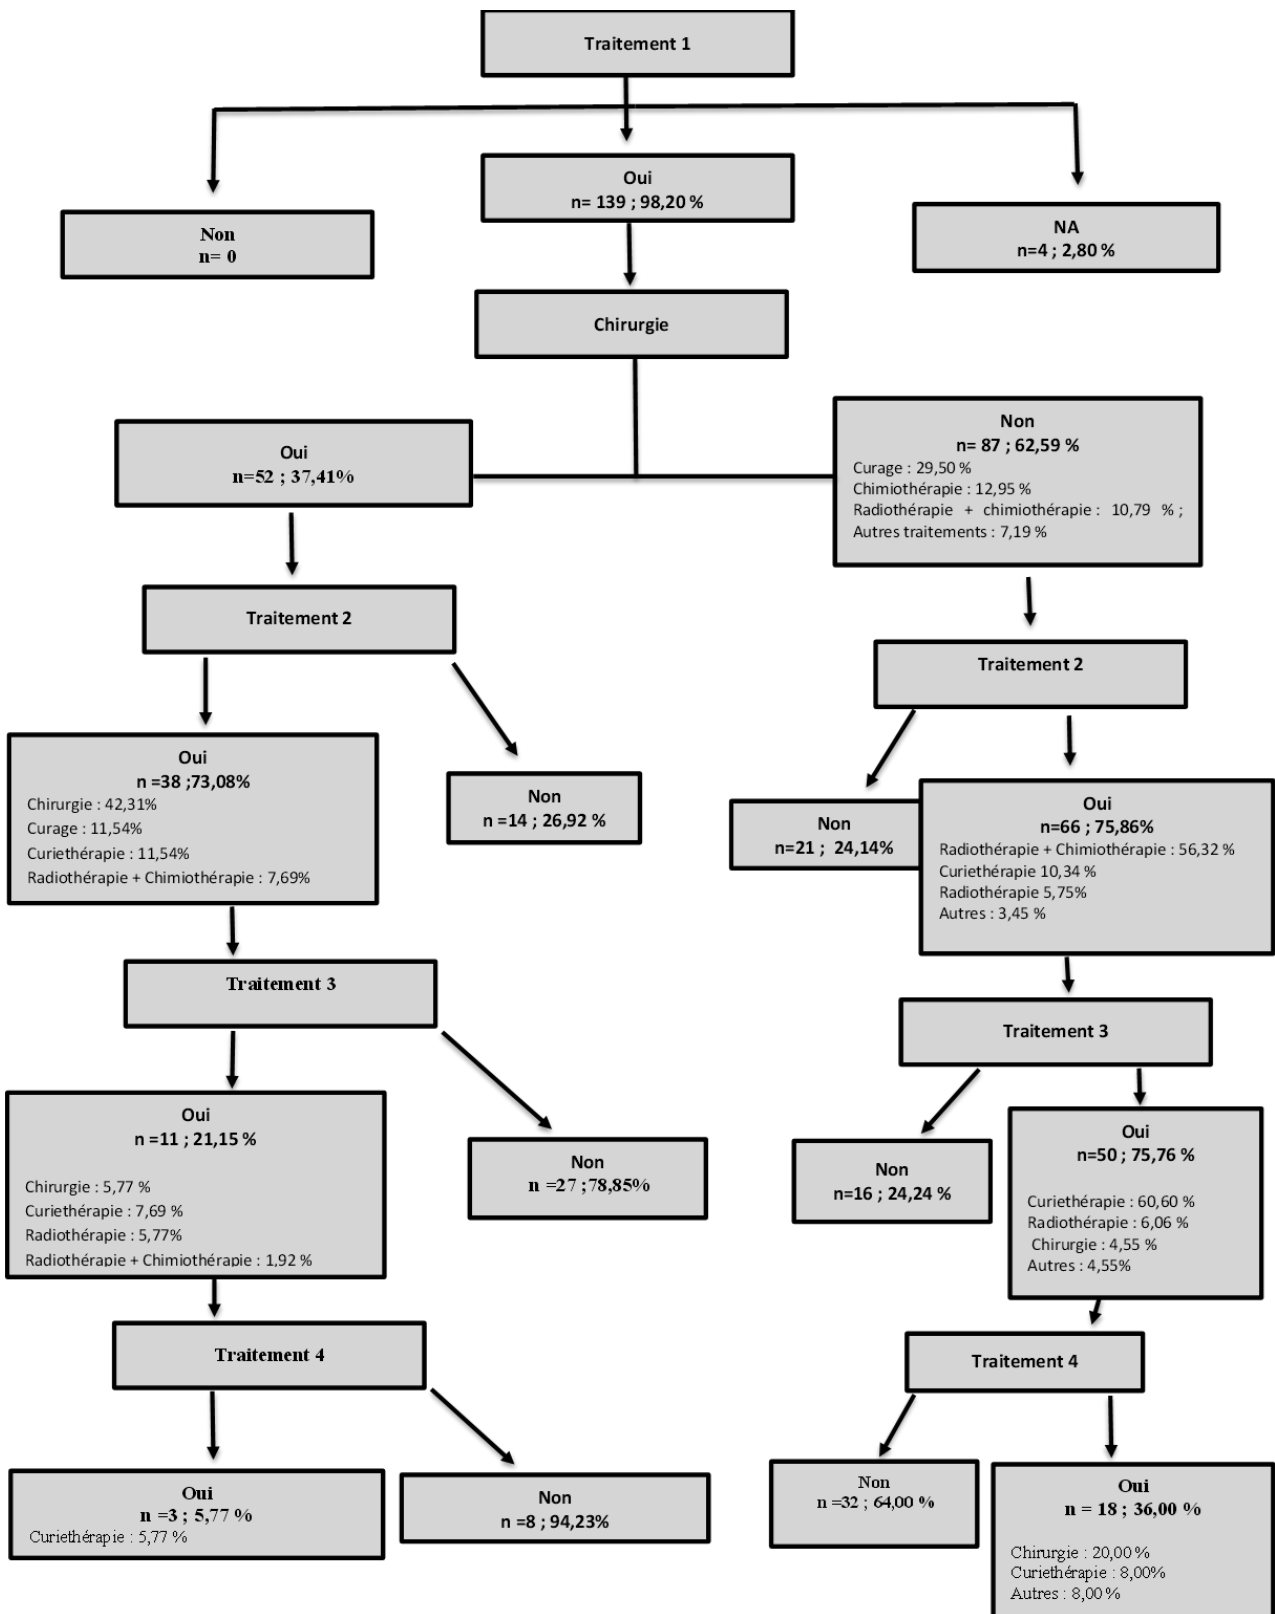 Traitement 1
Oui
n= 139 ; 98,20 %
Non
n= 0
NA
n=4 ; 2,80 %
Chirurgie
Oui
n=52 ; 37,41%
Non
n= 87 ; 62,59 %
Curage : 29,50 %
Chimiothérapie : 12,95 %
Radiothérapie + chimiothérapie : 10,79 % ;
Autres traitements : 7,19 %
Traitement 2
Oui
n =38 ;73,08%
Chirurgie : 42,31%
Curage : 11,54%
Curiethérapie : 11,54%
Radiothérapie + Chimiothérapie : 7,69%
Non
n =14 ; 26,92 %
Traitement 2
Non
n=21 ; 24,14%
Oui
n=66 ; 75,86%
Radiothérapie + Chimiothérapie : 56,32 %
Curiethérapie 10,34 %
Radiothérapie 5,75%
Autres : 3,45 %
Traitement 3
Oui
n =11 ; 21,15 %
Chirurgie : 5,77 %
Curiethérapie : 7,69 %
Radiothérapie : 5,77%
Radiothérapie + Chimiothérapie : 1,92 %
Non
n =27 ;78,85%
Traitement 3
Non
n=16 ; 24,24 %
Oui
n=50 ; 75,76 %
Curiethérapie : 60,60 %
Radiothérapie : 6,06 %
Chirurgie : 4,55 %
Autres : 4,55%
Traitement 4
Oui
n =3 ; 5,77 %
Curiethérapie : 5,77 %
Non
n =8 ; 94,23%
Traitement 4
Non
n =32 ; 64,00 %
Oui
n = 18 ; 36,00 %
Chirurgie : 20,00 %
Curiethérapie : 8,00%
Autres : 8,00 %